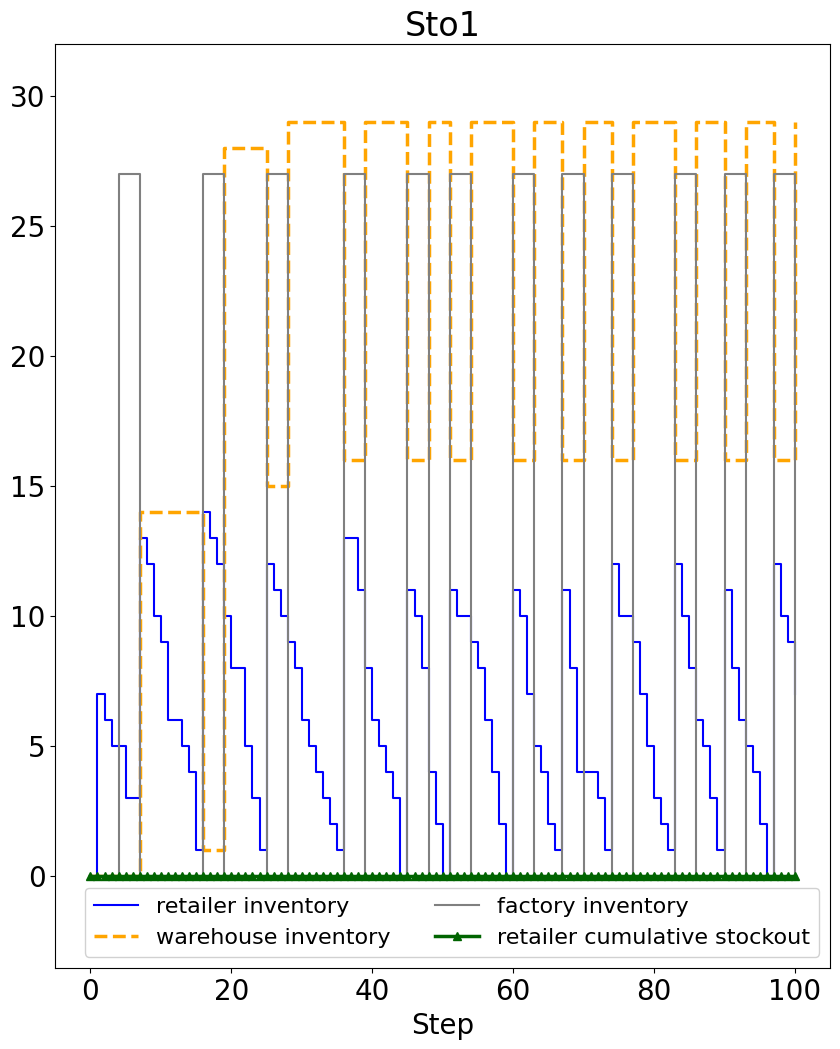 Sto1
30
25
20
15
10
5
0
retailer inventory
warehouse inventory
factory inventory
retailer cumulative stockout
0 20 40 60 80 100
Step